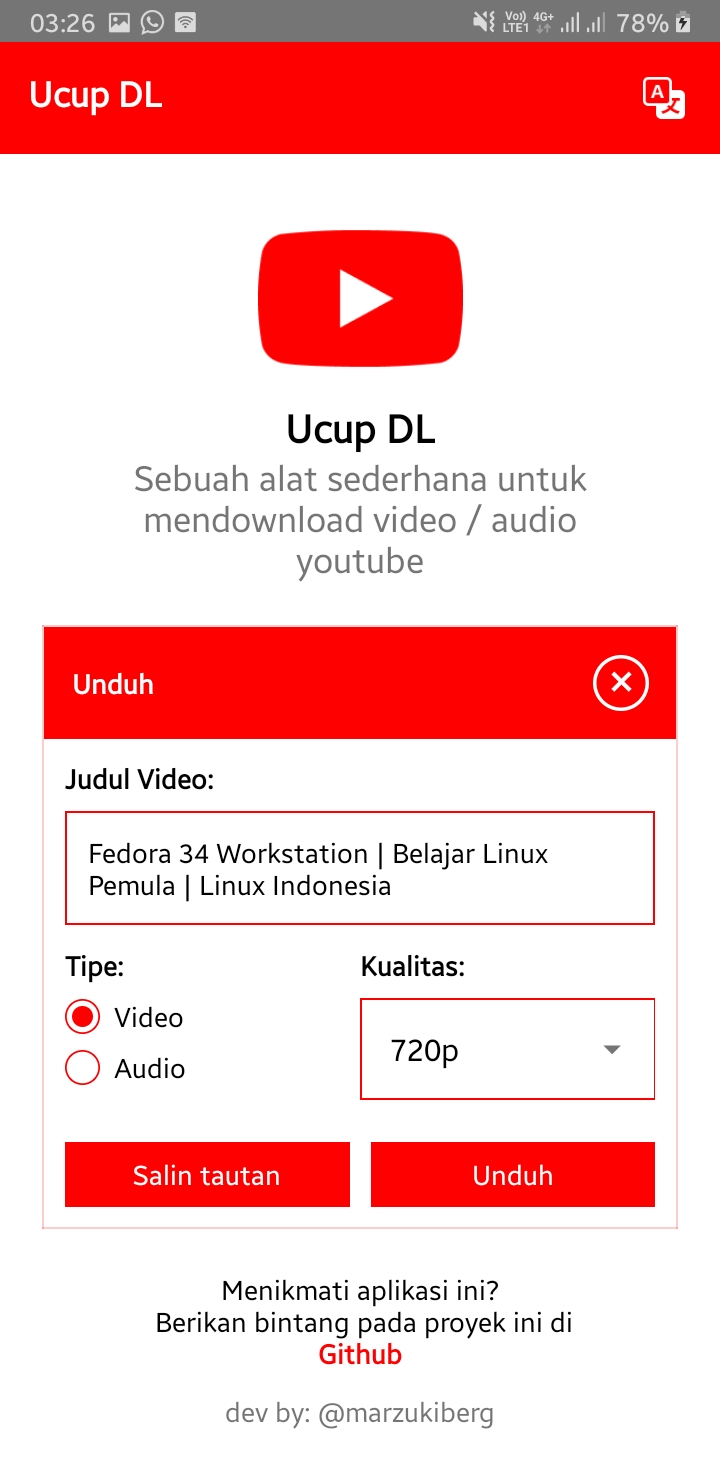 03:26 Vo) LTE1 4G+ 78%
Ucup DL
A 文
Ucup DL
Sebuah alat sederhana untuk
mendownload video / audio
youtube
Unduh
Judul Video:
Fedora 34 Workstation | Belajar Linux
Pemula | Linux Indonesia
Tipe: Kualitas:
Video
720p
Audio
Salin tautan Unduh
Menikmati aplikasi ini?
Berikan bintang pada proyek ini di
Github
dev by: @marzukiberg